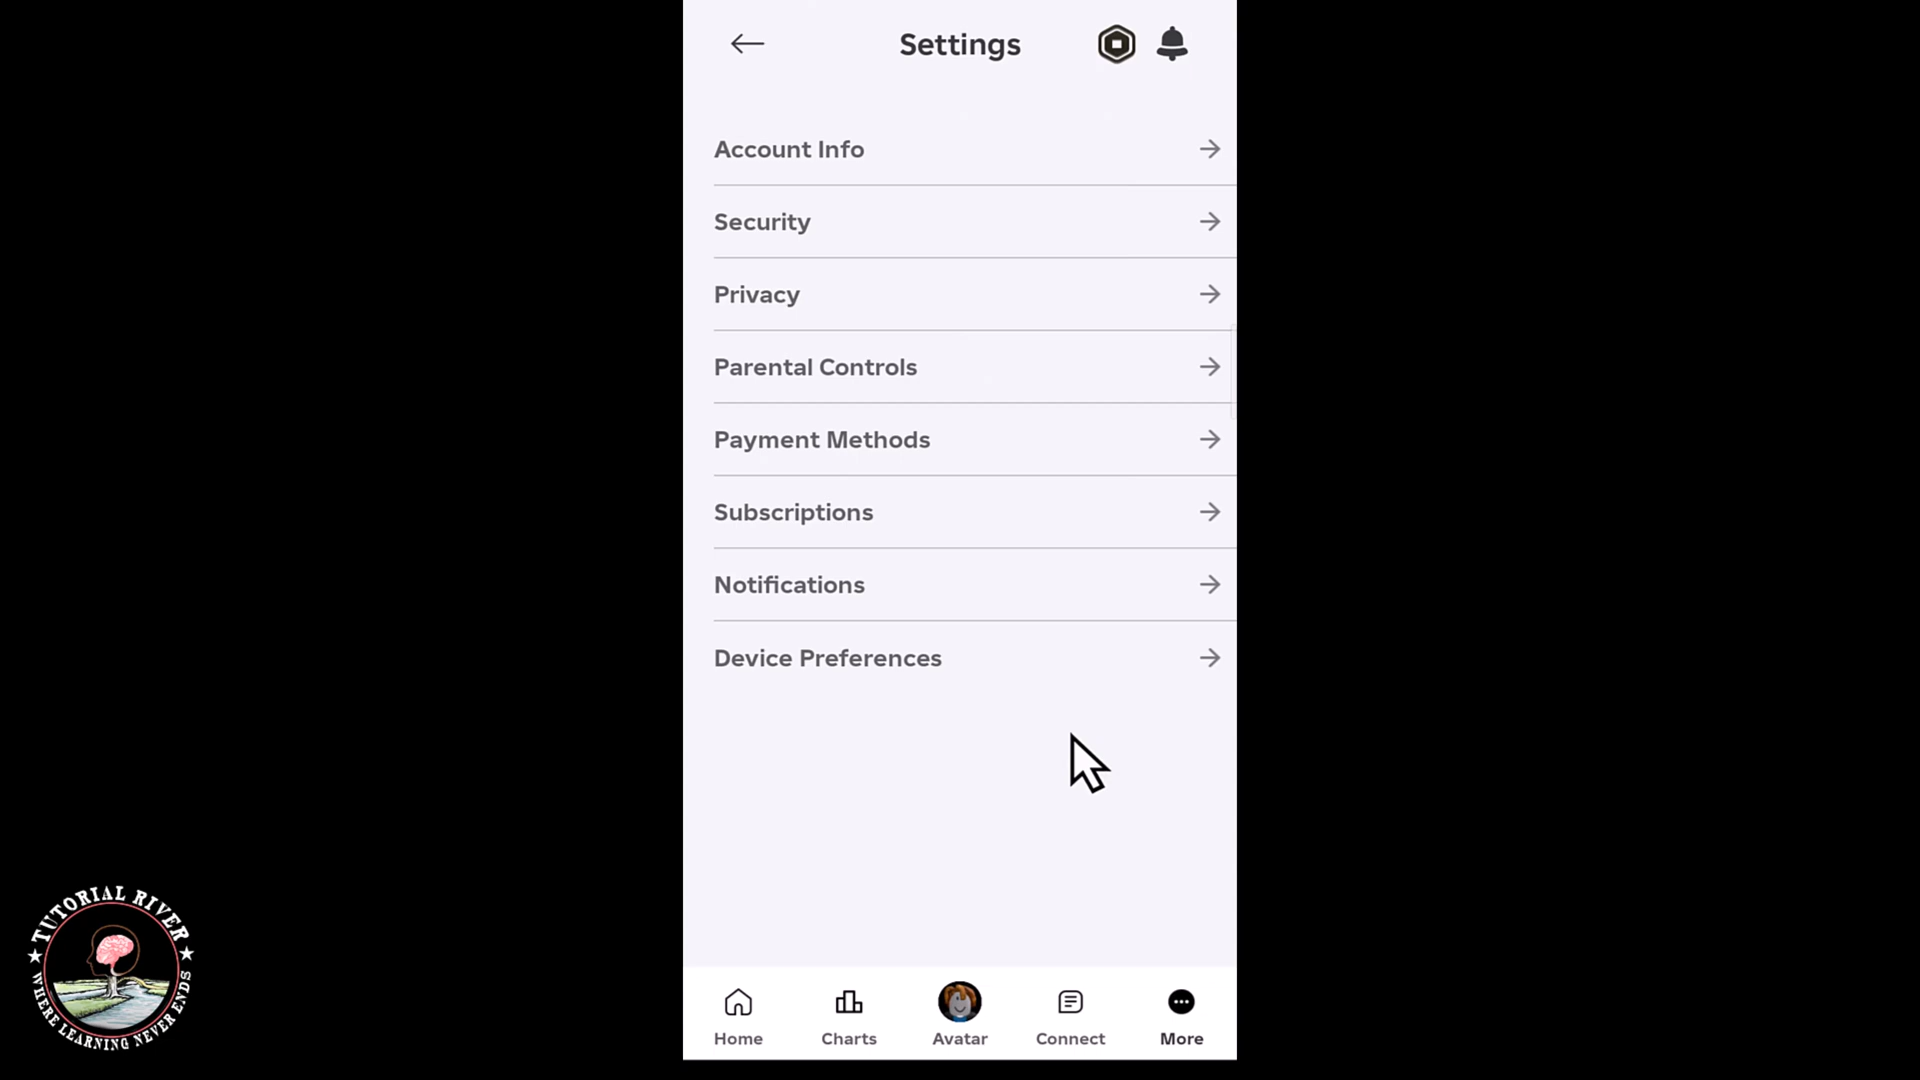 Settings
Account Info
Security
Privacy
Parental Controls
Payment Methods
Subscriptions
Notifications
Device Preferences
Home
Charts
Avatar
Connect
More
TUTORIAL RIVER
WHERE LEARNING NEVER ENDS